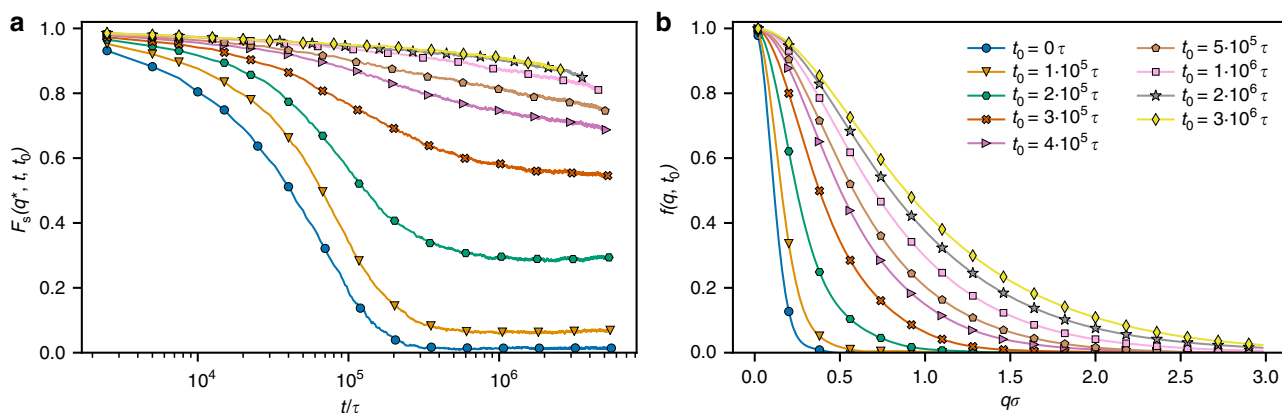 a
1.0
0.8
0.6
0.4
0.2
0.0
F_s(q*, t, t_0)
10^4
10^5
10^6
t/τ
b
1.0
0.8
0.6
0.4
0.2
0.0
f(q, t_0)
0.0 0.5 1.0 1.5 2.0 2.5 3.0
qσ
t_0 = 0 τ
t_0 = 1·10^5 τ
t_0 = 2·10^5 τ
t_0 = 3·10^5 τ
t_0 = 4·10^5 τ
t_0 = 5·10^5 τ
t_0 = 1·10^6 τ
t_0 = 2·10^6 τ
t_0 = 3·10^6 τ